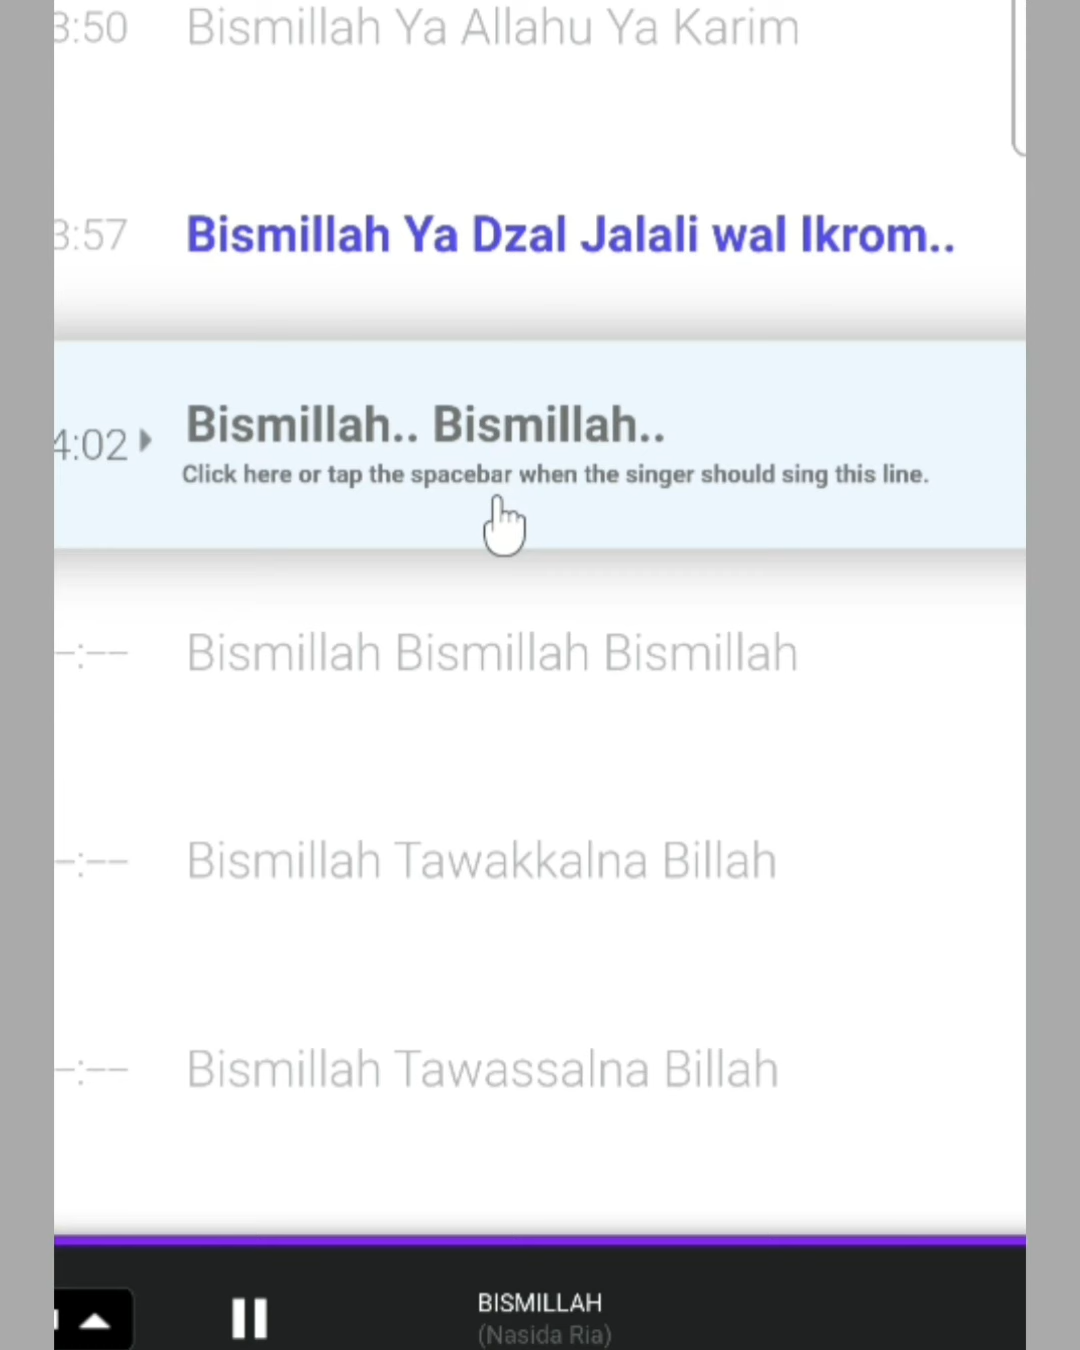 3:50 Bismillah Ya Allahu Ya Karim
3:57 Bismillah Ya Dzal Jalali wal Ikrom..
4:02 Bismillah.. Bismillah..
Click here or tap the spacebar when the singer should sing this line.
–:–– Bismillah Bismillah Bismillah
–:–– Bismillah Tawakkalna Billah
–:–– Bismillah Tawassalna Billah
BISMILLAH
(Nasida Ria)